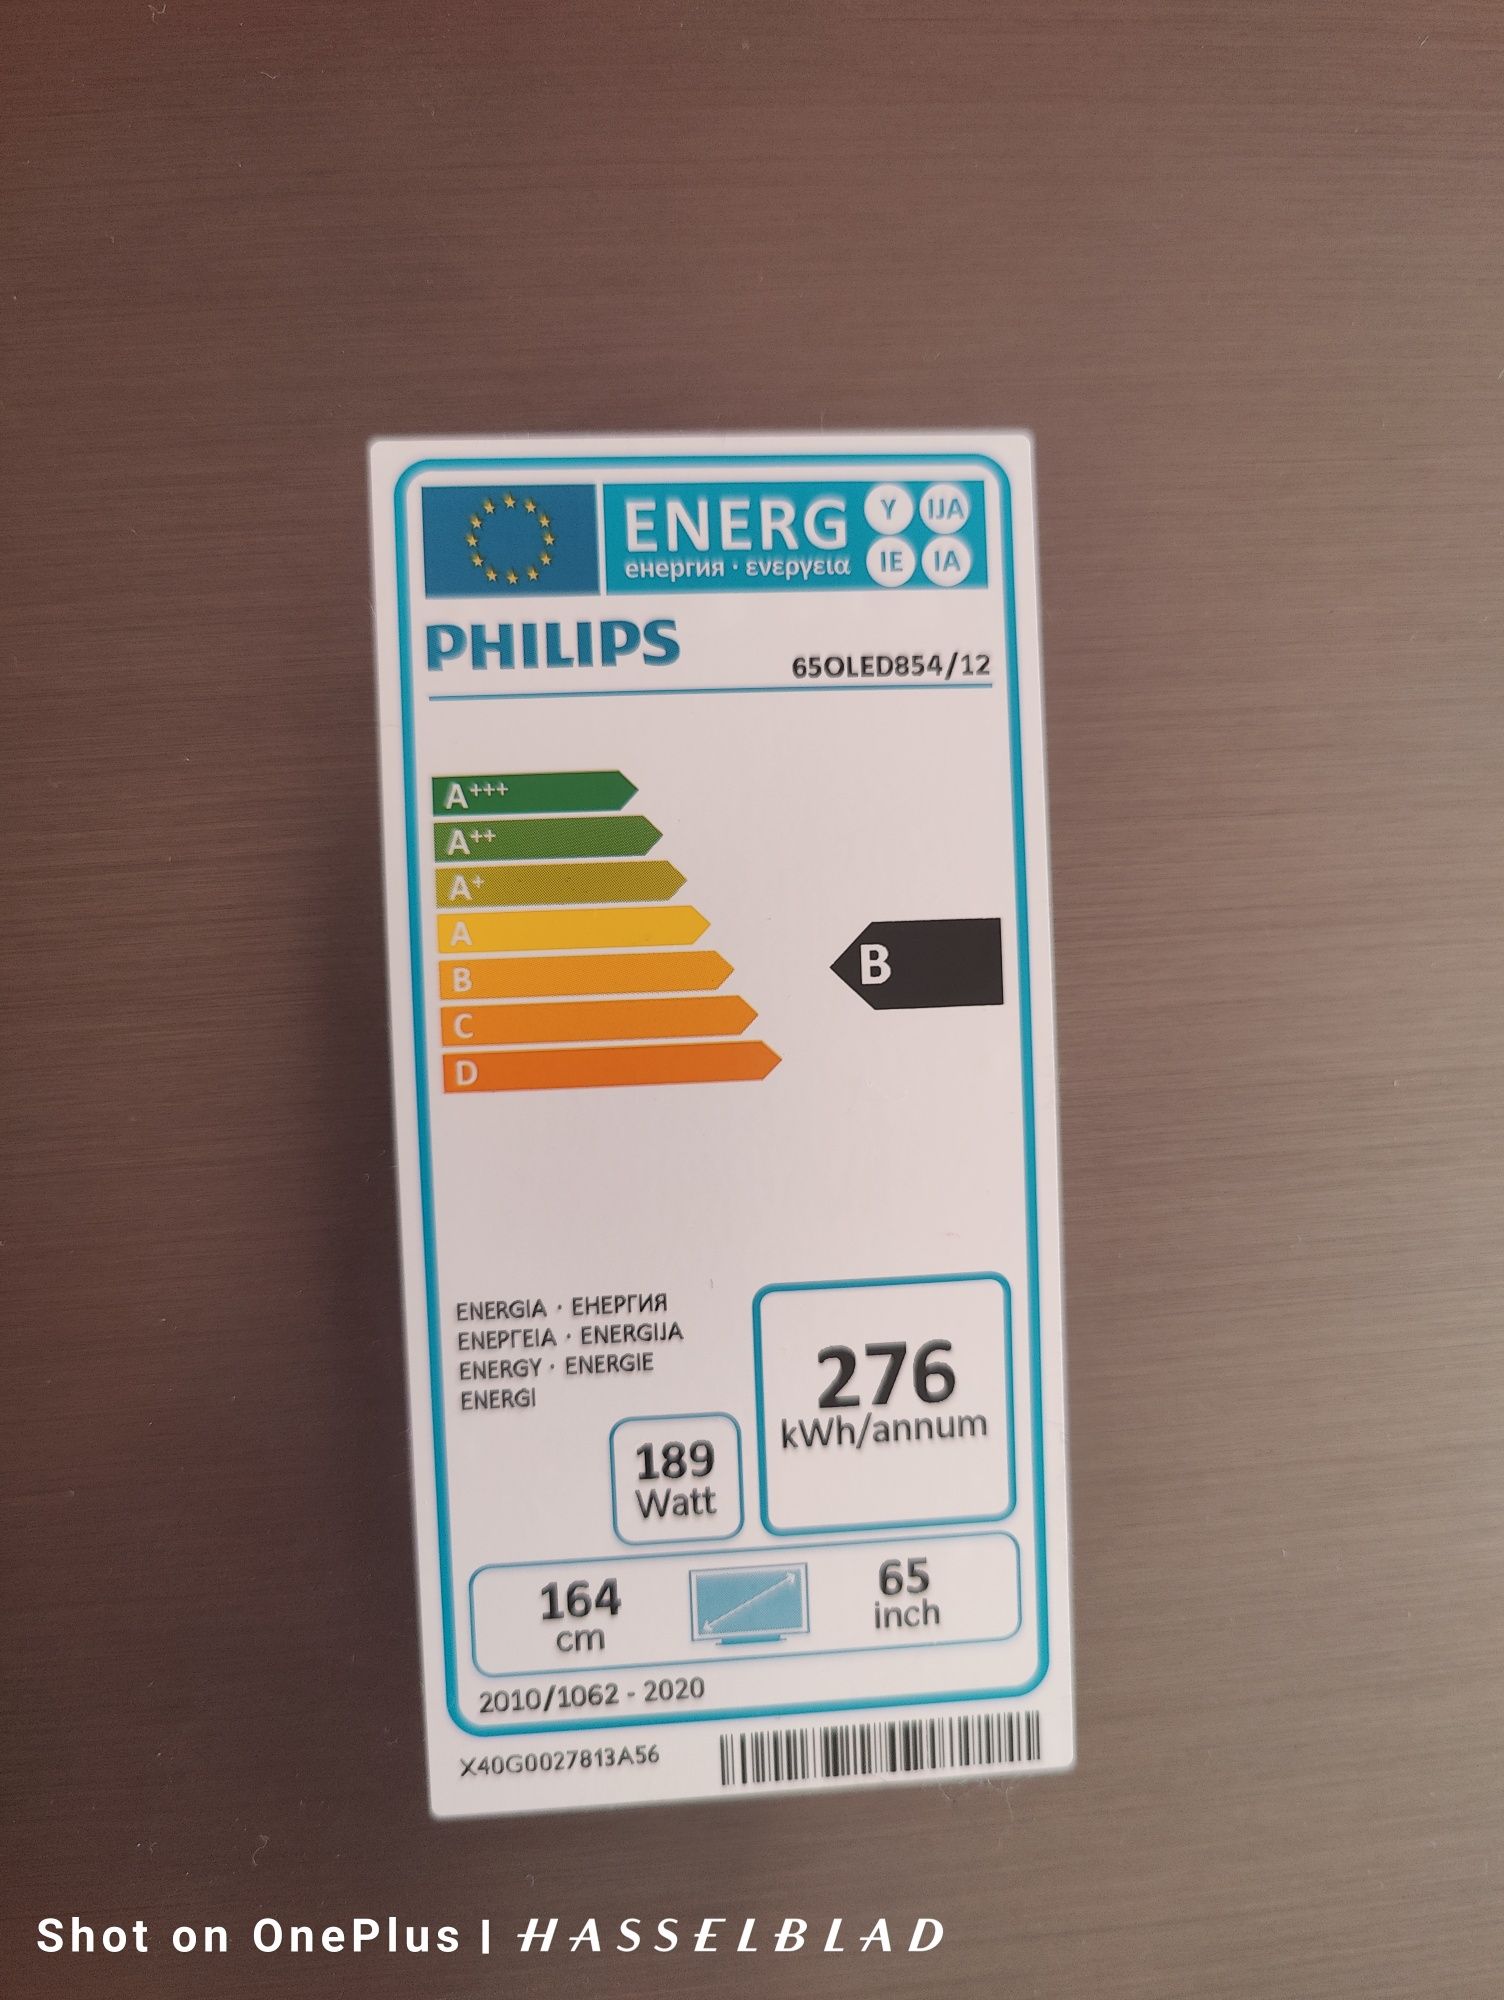 ENERG Y IJA
енергия · ενεργεια IE IA
PHILIPS
65OLED854/12
A+++
A++
A+
A
B
C
D
B
ENERGIA · ЕНЕРГИЯ
ΕΝΕΡΓΕΙΑ · ENERGIJA
ENERGY · ENERGIE
ENERGI
276
kWh/annum
189
Watt
164
cm
65
inch
2010/1062 - 2020
X40G0027813A56
Shot on OnePlus | HASSELBLAD